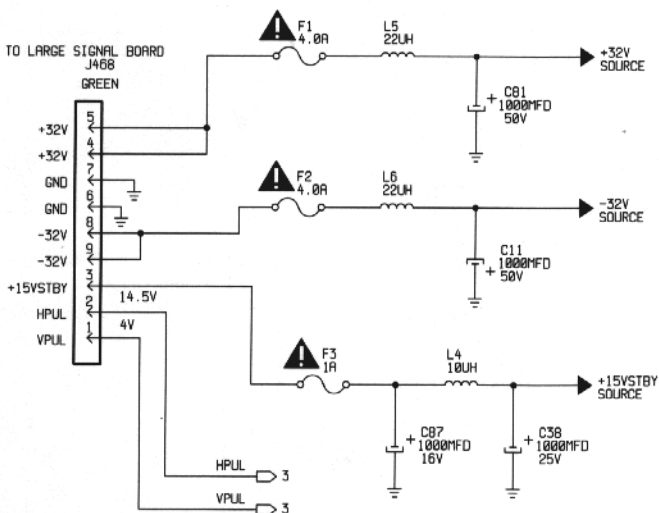 TO LARGE SIGNAL BOARD
J468
GREEN
F1
4.0A
L5
22UH
+32V
SOURCE
+
C81
1000MFD
50V
+32V
5
+32V
4
GND
7
GND
6
-32V
8
-32V
9
+15VSTBY
3
14.5V
HPUL
2
4V
VPUL
1
F2
4.0A
L6
22UH
-32V
SOURCE
C11
1000MFD
+
50V
F3
1A
L4
10UH
+15VSTBY
SOURCE
+
C87
1000MFD
16V
+
C38
1000MFD
25V
HPUL
3
VPUL
3